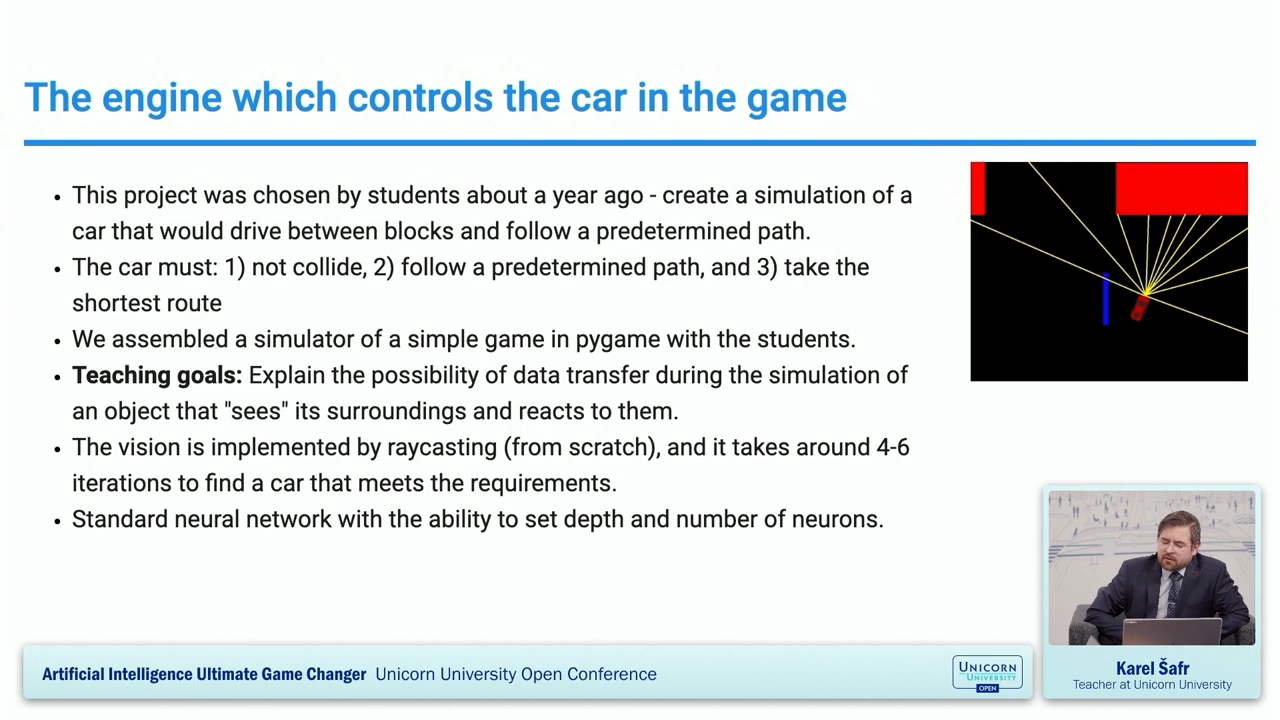 The engine which controls the car in the game
• This project was chosen by students about a year ago - create a simulation of a
car that would drive between blocks and follow a predetermined path.
• The car must: 1) not collide, 2) follow a predetermined path, and 3) take the
shortest route
• We assembled a simulator of a simple game in pygame with the students.
• Teaching goals: Explain the possibility of data transfer during the simulation of
an object that "sees" its surroundings and reacts to them.
• The vision is implemented by raycasting (from scratch), and it takes around 4-6
iterations to find a car that meets the requirements.
• Standard neural network with the ability to set depth and number of neurons.
Artificial Intelligence Ultimate Game Changer Unicorn University Open Conference
UNICORN
UNIVERSITY
OPEN
Karel Šafr
Teacher at Unicorn University